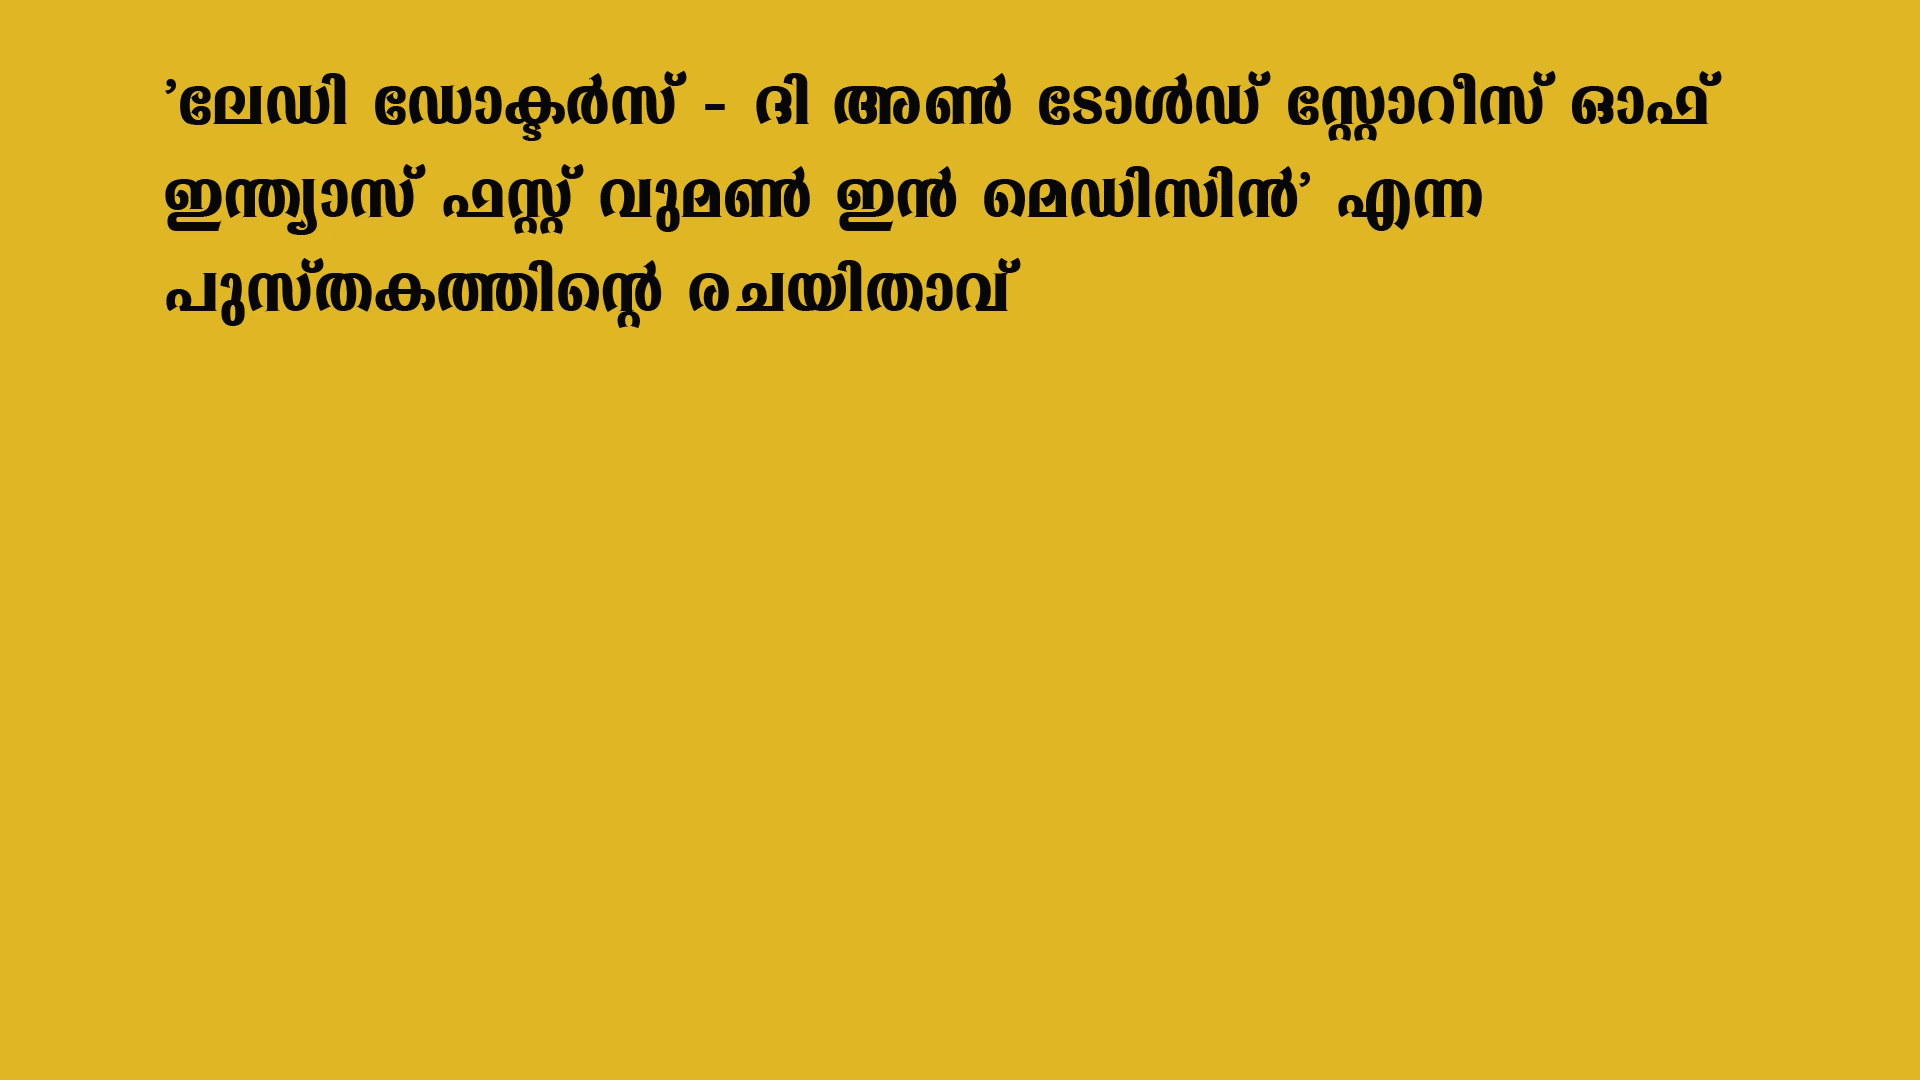 ’ലേഡി ഡോക്ടർസ് - ദി അൺ ടോൾഡ് സ്റ്റോറീസ് ഓഫ്
ഇന്ത്യാസ് ഫസ്റ്റ് വുമൺ ഇൻ മെഡിസിൻ’ എന്ന
പുസ്തകത്തിന്റെ രചയിതാവ്